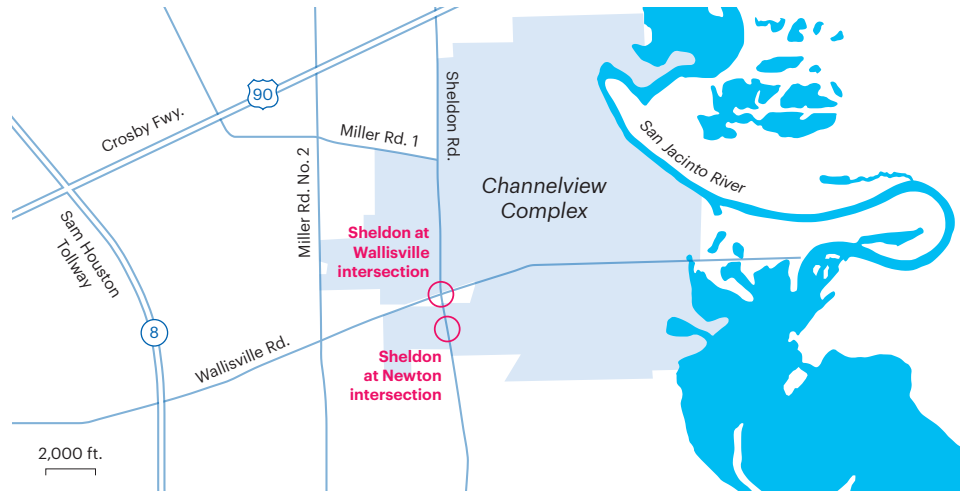 90
Crosby Fwy.
Miller Rd. 1
Sheldon Rd.
San Jacinto River
Miller Rd. No. 2
Channelview
Complex
Sam Houston
Tollway
Sheldon at
Wallisville
intersection
8
Wallisville Rd.
Sheldon
at Newton
intersection
2,000 ft.